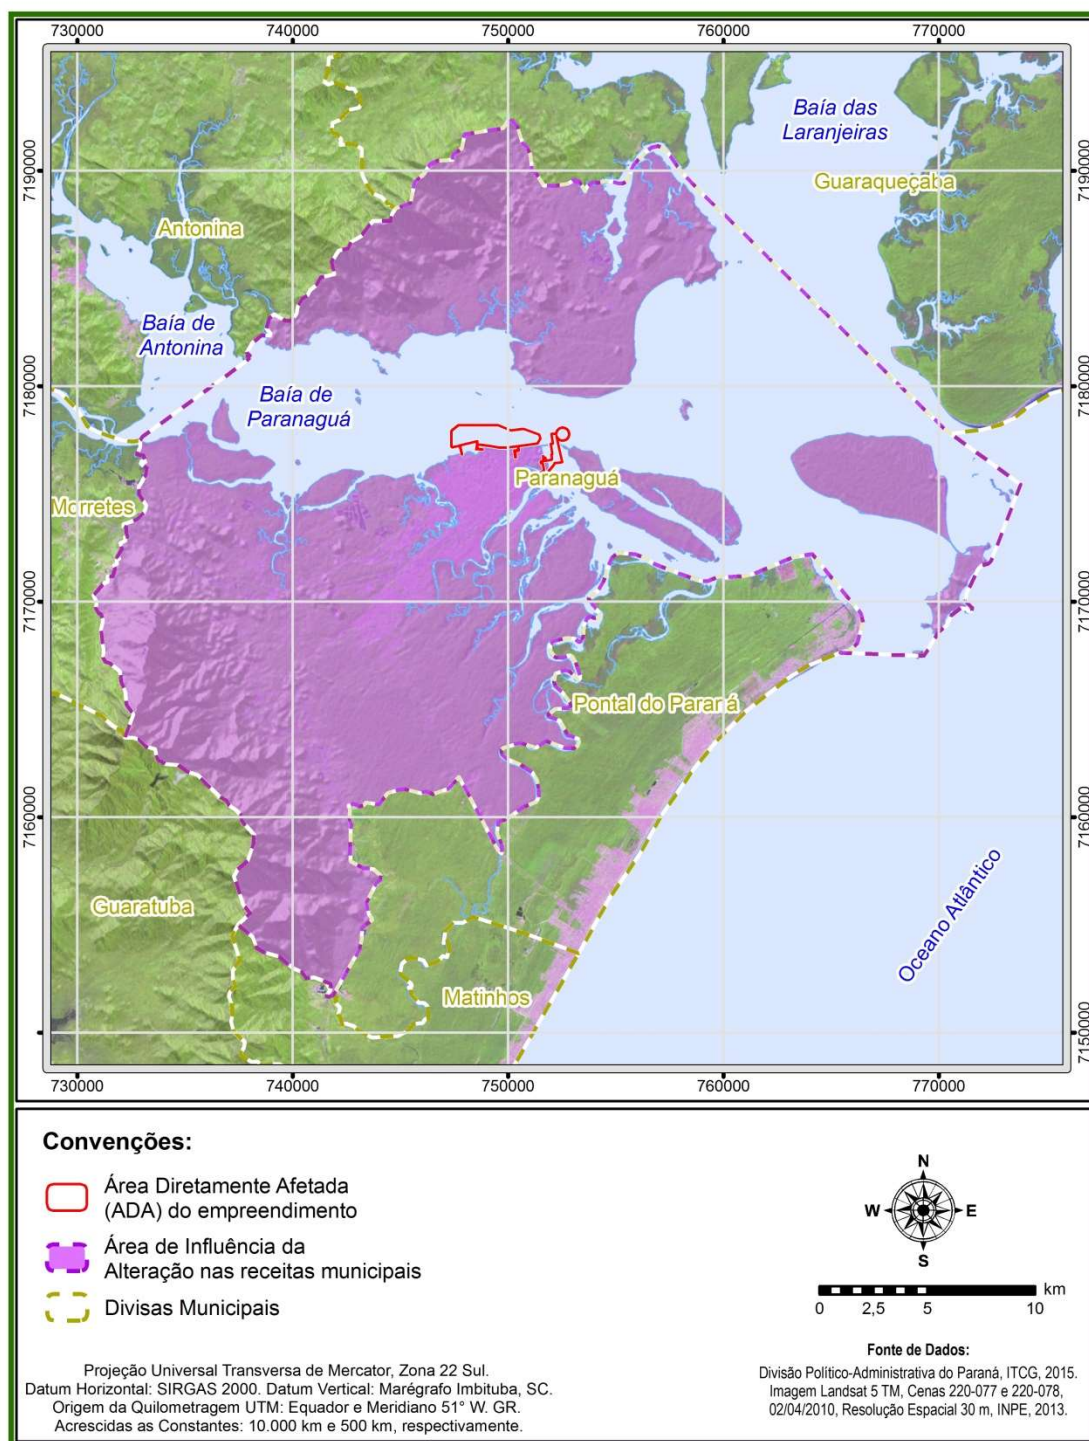 730000
740000
750000
760000
770000
Baía das
Laranjeiras
7190000
7190000
Guaraqueçaba
Antonina
Baía de
Antonina
7180000
7180000
Baía de
Paranaguá
Paranaguá
Morretes
7170000
7170000
Pontal do Paraná
7160000
7160000
Guaratuba
Oceano Atlântico
Matinhos
7150000
7150000
730000
740000
750000
760000
770000
Convenções:
Área Diretamente Afetada
(ADA) do empreendimento
Área de Influência da
Alteração nas receitas municipais
Divisas Municipais
N
W
E
S
km
0 2,5 5 10
Projeção Universal Transversa de Mercator, Zona 22 Sul.
Datum Horizontal: SIRGAS 2000. Datum Vertical: Marégrafo Imbituba, SC.
Origem da Quilometragem UTM: Equador e Meridiano 51° W. GR.
Acrescidas as Constantes: 10.000 km e 500 km, respectivamente.
Fonte de Dados:
Divisão Político-Administrativa do Paraná, ITCG, 2015.
Imagem Landsat 5 TM, Cenas 220-077 e 220-078,
02/04/2010, Resolução Espacial 30 m, INPE, 2013.